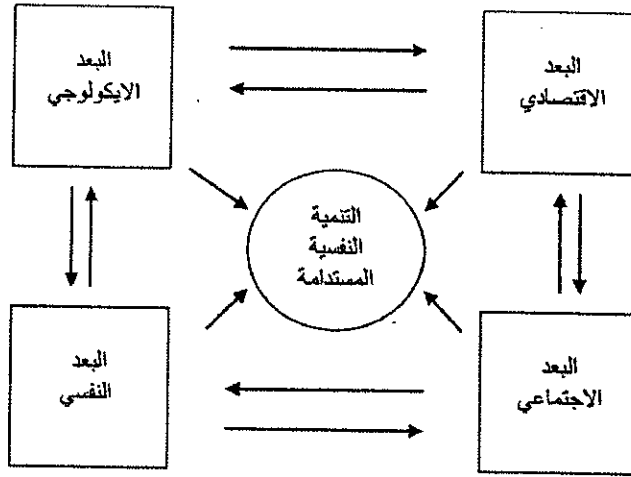 البعد
الاقتصادي
البعد
الايكولوجي
التنمية
النفسية
المستدامة
البعد
الاجتماعي
البعد
النفسي